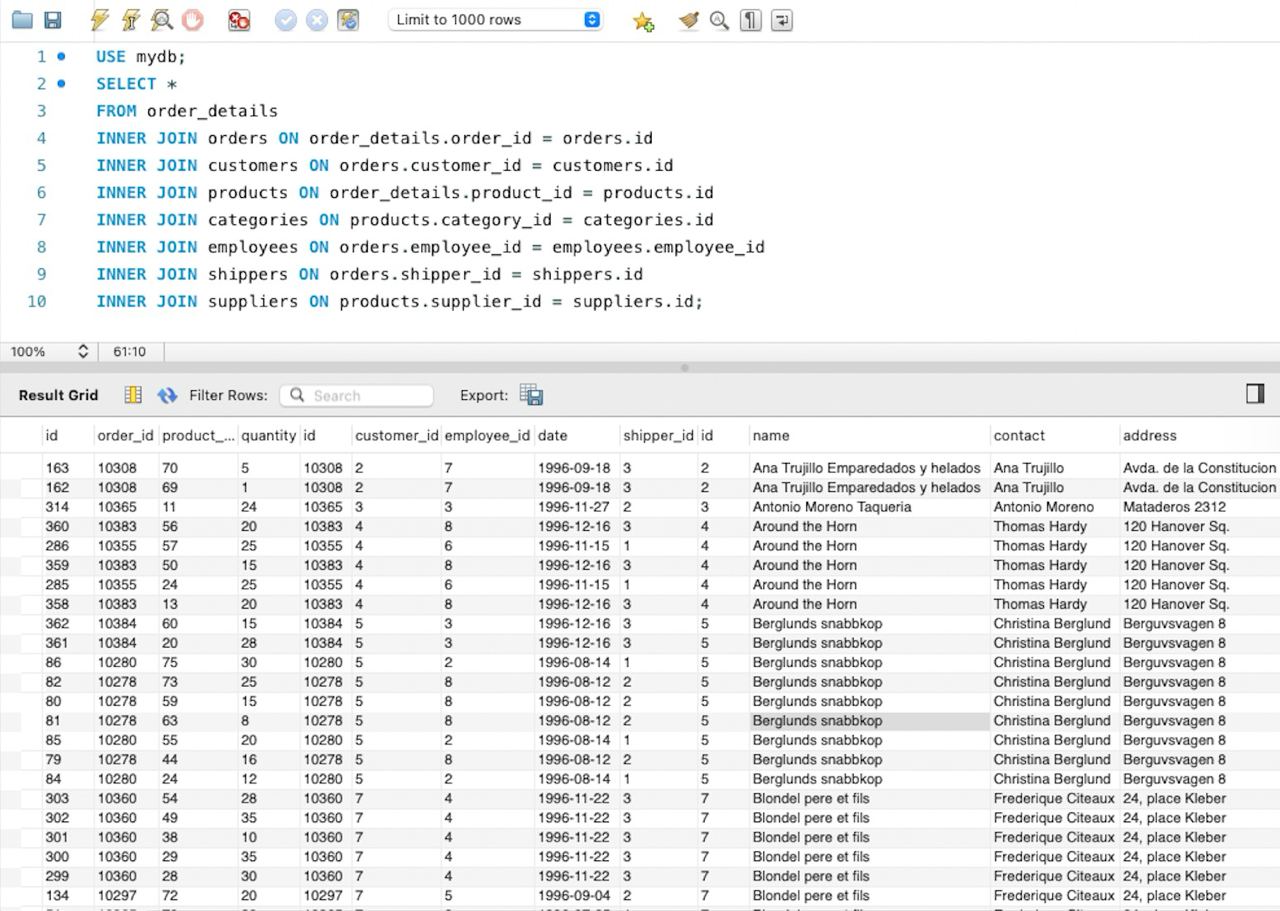 Limit to 1000 rows
1 USE mydb;
2 SELECT *
3 FROM order_details
4 INNER JOIN orders ON order_details.order_id = orders.id
5 INNER JOIN customers ON orders.customer_id = customers.id
6 INNER JOIN products ON order_details.product_id = products.id
7 INNER JOIN categories ON products.category_id = categories.id
8 INNER JOIN employees ON orders.employee_id = employees.employee_id
9 INNER JOIN shippers ON orders.shipper_id = shippers.id
10 INNER JOIN suppliers ON products.supplier_id = suppliers.id;
100% 61:10
Result Grid Filter Rows: Search Export:
id order_id product_... quantity id customer_id employee_id date shipper_id id name contact address
163 10308 70 5 10308 2 7 1996-09-18 3 2 Ana Trujillo Emparedados y helados Ana Trujillo Avda. de la Constitucion
162 10308 69 1 10308 2 7 1996-09-18 3 2 Ana Trujillo Emparedados y helados Ana Trujillo Avda. de la Constitucion
314 10365 11 24 10365 3 3 1996-11-27 2 3 Antonio Moreno Taqueria Antonio Moreno Mataderos 2312
360 10383 56 20 10383 4 8 1996-12-16 3 4 Around the Horn Thomas Hardy 120 Hanover Sq.
286 10355 57 25 10355 4 6 1996-11-15 1 4 Around the Horn Thomas Hardy 120 Hanover Sq.
359 10383 50 15 10383 4 8 1996-12-16 3 4 Around the Horn Thomas Hardy 120 Hanover Sq.
285 10355 24 25 10355 4 6 1996-11-15 1 4 Around the Horn Thomas Hardy 120 Hanover Sq.
358 10383 13 20 10383 4 8 1996-12-16 3 4 Around the Horn Thomas Hardy 120 Hanover Sq.
362 10384 60 15 10384 5 3 1996-12-16 3 5 Berglunds snabbkop Christina Berglund Berguvsvagen 8
361 10384 20 28 10384 5 3 1996-12-16 3 5 Berglunds snabbkop Christina Berglund Berguvsvagen 8
86 10280 75 30 10280 5 2 1996-08-14 1 5 Berglunds snabbkop Christina Berglund Berguvsvagen 8
82 10278 73 25 10278 5 8 1996-08-12 2 5 Berglunds snabbkop Christina Berglund Berguvsvagen 8
80 10278 59 15 10278 5 8 1996-08-12 2 5 Berglunds snabbkop Christina Berglund Berguvsvagen 8
81 10278 63 8 10278 5 8 1996-08-12 2 5 Berglunds snabbkop Christina Berglund Berguvsvagen 8
85 10280 55 20 10280 5 2 1996-08-14 1 5 Berglunds snabbkop Christina Berglund Berguvsvagen 8
79 10278 44 16 10278 5 8 1996-08-12 2 5 Berglunds snabbkop Christina Berglund Berguvsvagen 8
84 10280 24 12 10280 5 2 1996-08-14 1 5 Berglunds snabbkop Christina Berglund Berguvsvagen 8
303 10360 54 28 10360 7 4 1996-11-22 3 7 Blondel pere et fils Frederique Citeaux 24, place Kleber
302 10360 49 35 10360 7 4 1996-11-22 3 7 Blondel pere et fils Frederique Citeaux 24, place Kleber
301 10360 38 10 10360 7 4 1996-11-22 3 7 Blondel pere et fils Frederique Citeaux 24, place Kleber
300 10360 29 35 10360 7 4 1996-11-22 3 7 Blondel pere et fils Frederique Citeaux 24, place Kleber
299 10360 28 30 10360 7 4 1996-11-22 3 7 Blondel pere et fils Frederique Citeaux 24, place Kleber
134 10297 72 20 10297 7 5 1996-09-04 2 7 Blondel pere et fils Frederique Citeaux 24, place Kleber